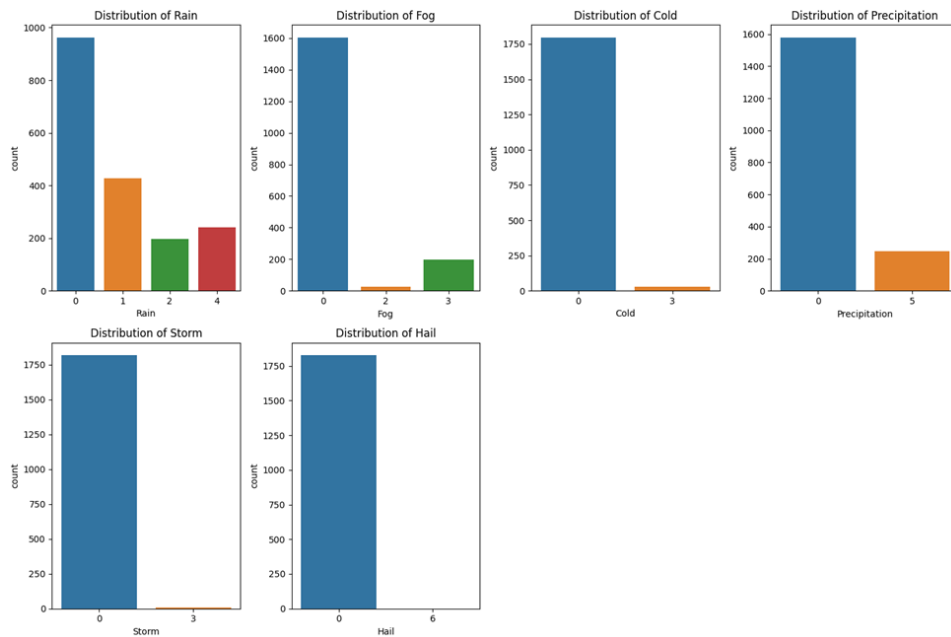 Distribution of Rain
1000
800
600
400
200
0
count
0 1 2 4
Rain
Distribution of Fog
1600
1400
1200
1000
800
600
400
200
0
count
0 2 3
Fog
Distribution of Cold
1750
1500
1250
1000
750
500
250
0
count
0 3
Cold
Distribution of Precipitation
1600
1400
1200
1000
800
600
400
200
0
count
0 5
Precipitation
Distribution of Storm
1750
1500
1250
1000
750
500
250
0
count
0 3
Storm
Distribution of Hail
1750
1500
1250
1000
750
500
250
0
count
0 6
Hail